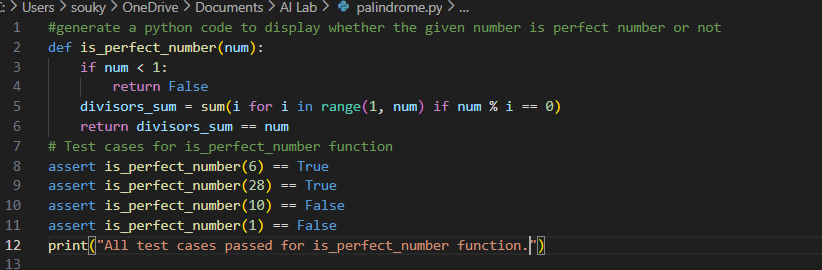 : > Users > souky > OneDrive > Documents > AI Lab > palindrome.py > ...
1 #generate a python code to display whether the given number is perfect number or not
2 def is_perfect_number(num):
3     if num < 1:
4         return False
5     divisors_sum = sum(i for i in range(1, num) if num % i == 0)
6     return divisors_sum == num
7 # Test cases for is_perfect_number function
8 assert is_perfect_number(6) == True
9 assert is_perfect_number(28) == True
10 assert is_perfect_number(10) == False
11 assert is_perfect_number(1) == False
12 print("All test cases passed for is_perfect_number function.")
13